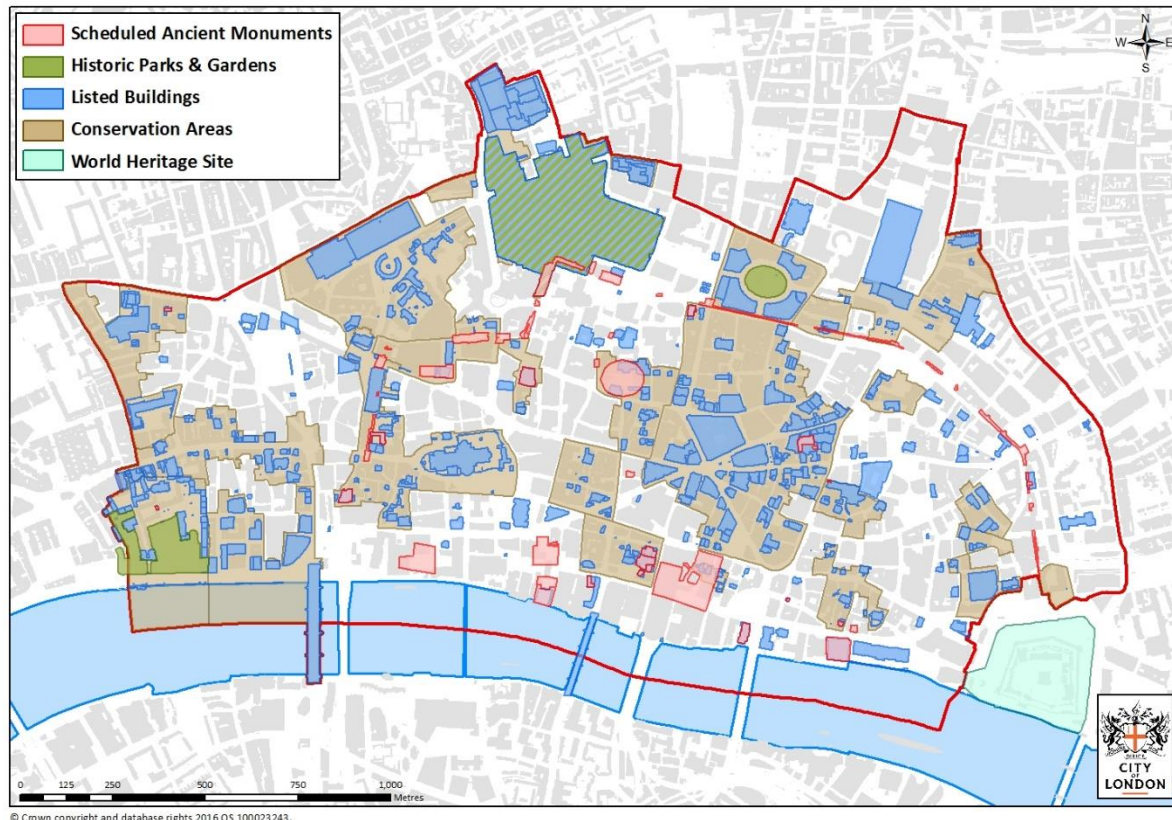 Scheduled Ancient Monuments
Historic Parks & Gardens
Listed Buildings
Conservation Areas
World Heritage Site
N
W E
S
CITY
OF
LONDON
0 125 250 500 750 1,000
Metres
© Crown copyright and database rights 2016 OS 100023243.